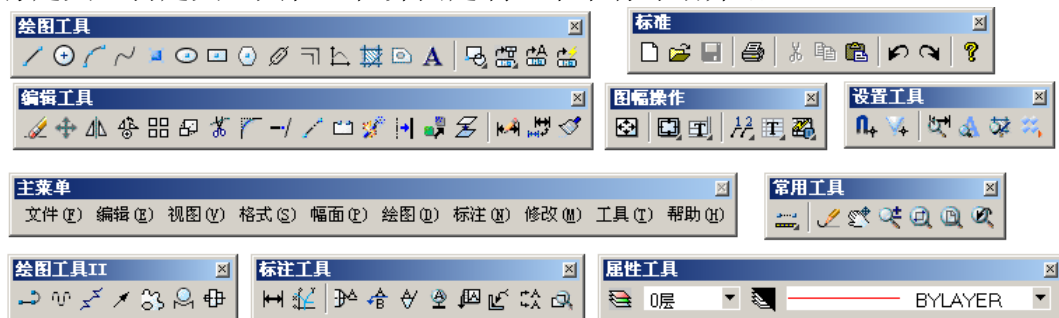 绘图工具
标准
编辑工具
图幅操作
设置工具
主菜单
文件(F) 编辑(E) 视图(V) 格式(S) 幅面(P) 绘图(D) 标注(N) 修改(M) 工具(T) 帮助(H)
常用工具
绘图工具II
标注工具
属性工具
0层
BYLAYER